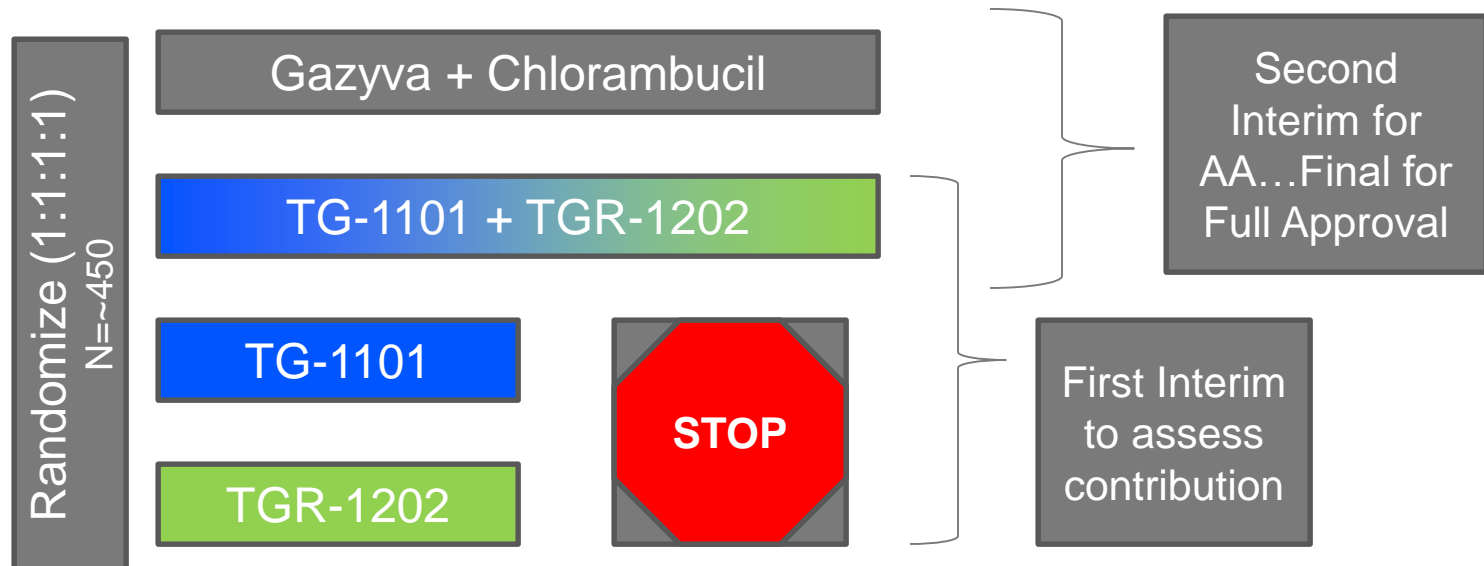 Randomize (1:1:1:1)
N=~450
Gazyva + Chlorambucil
TG-1101 + TGR-1202
TG-1101
TGR-1202
STOP
Second
Interim for
AA...Final for
Full Approval
First Interim
to assess
contribution